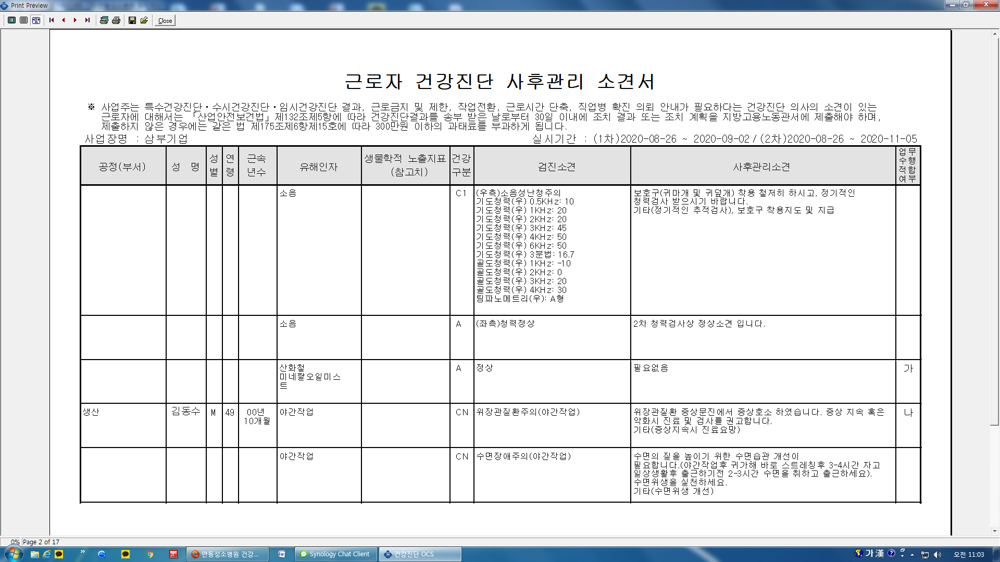 Print Preview
Close
근로자 건강진단 사후관리 소견서
※ 사업주는 특수건강진단·수시건강진단·임시건강진단 결과, 근로금지 및 제한, 작업전환, 근로시간 단축, 직업병 확진 의뢰 안내가 필요하다는 건강진단 의사의 소견이 있는
근로자에 대해서는 「산업안전보건법」제132조제5항에 따라 건강진단결과를 송부 받은 날로부터 30일 이내에 조치 결과 또는 조치 계획을 지방고용노동관서에 제출해야 하며,
제출하지 않은 경우에는 같은 법 제175조제6항제15호에 따라 300만원 이하의 과태료를 부과하게 됩니다.
사업장명 : 삼부기업
실시기간 : (1차)2020-08-26 ~ 2020-09-02 / (2차)2020-08-26 ~ 2020-11-05
공정(부서)
성 명
성별
연령
근속
년수
유해인자
생물학적 노출지표
(참고치)
건강
구분
검진소견
사후관리소견
업무
수행
적합
여부
소음
C1
(우측)소음성난청주의
기도청력(우) 0.5KHz: 10
기도청력(우) 1KHz: 20
기도청력(우) 2KHz: 20
기도청력(우) 3KHz: 45
기도청력(우) 4KHz: 50
기도청력(우) 6KHz: 50
기도청력(우) 3분법: 16.7
골도청력(우) 1KHz: -10
골도청력(우) 2KHz: 0
골도청력(우) 3KHz: 20
골도청력(우) 4KHz: 30
팀파노메트리(우): A형
보호구(귀마개 및 귀덮개) 착용 철저히 하시고, 정기적인
청력검사 받으시기 바랍니다.
기타(정기적인 추적검사), 보호구 착용지도 및 지급
소음
A
(좌측)청력정상
2차 청력검사상 정상소견 입니다.
산화철
미네랄오일미스
트
A
정상
필요없음
가
생산
김동수
M
49
00년
10개월
야간작업
CN
위장관질환주의(야간작업)
위장관질환 증상문진에서 증상호소 하였습니다. 증상 지속 혹은
악화시 진료 및 검사를 권고합니다.
기타(증상지속시 진료요망)
나
야간작업
CN
수면장애주의(야간작업)
수면의 질을 높이기 위한 수면습관 개선이
필요합니다.(야간작업후 귀가해 바로 스트레칭후 3-4시간 자고
일상생활후 출근하기전 2-3시간 수면을 취하고 출근하세요).
수면위생을 실천하세요.
기타(수면위생 개선)
0%
Page 2 of 17
안동성소병원 건강...
Synology Chat Client
건강진단 OCS
가 漢
오전 11:03